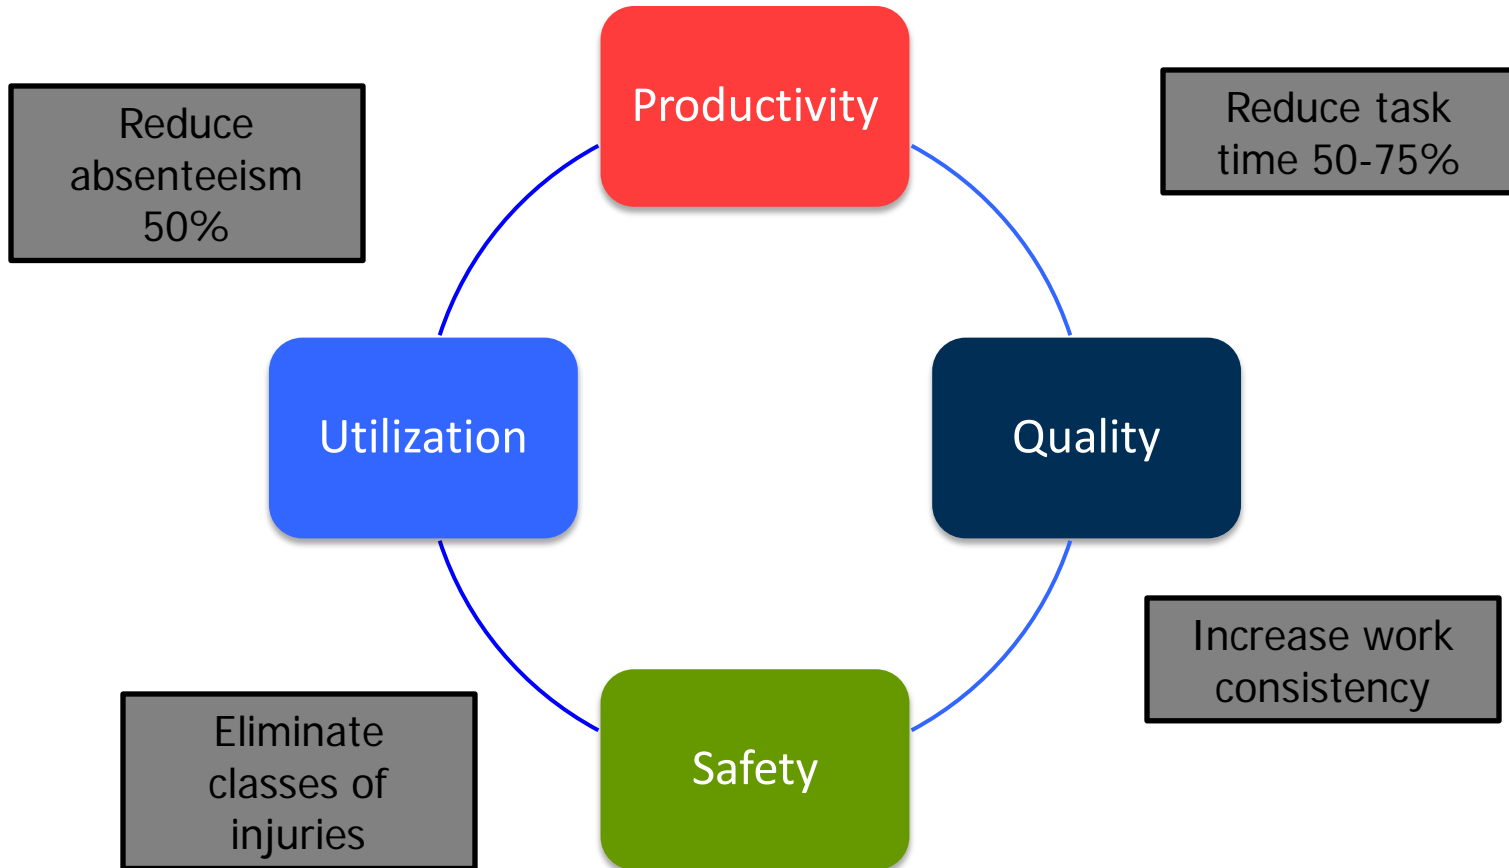 Productivity
Reduce task
time 50-75%
Reduce
absenteeism
50%
Utilization
Quality
Increase work
consistency
Safety
Eliminate
classes of
injuries